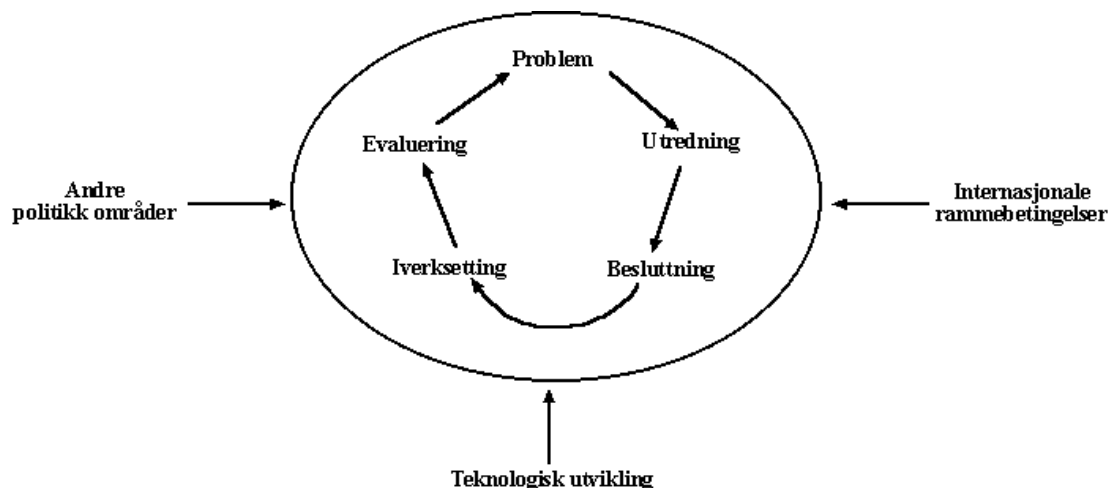 Problem
Evaluering
Utredning
Andre
politikk områder
Internasjonale
rammebetingelser
Iverksetting
Besluttning
Teknologisk utvikling